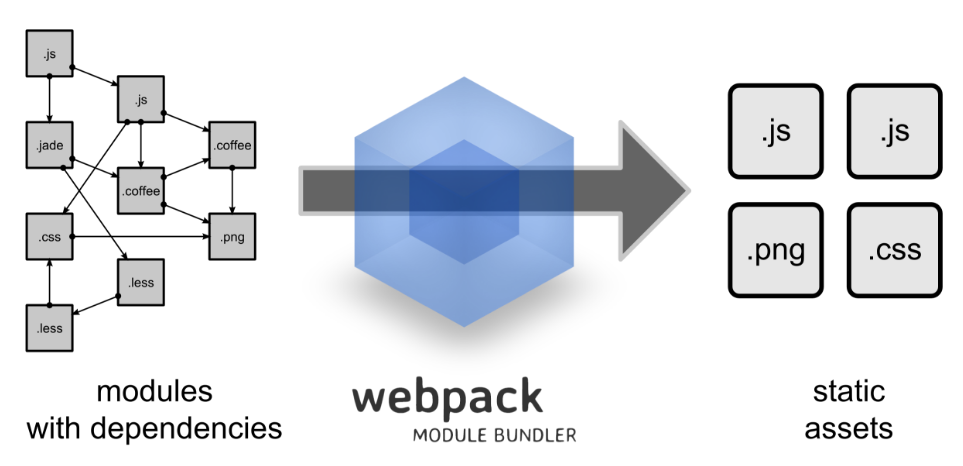 .js
.js
.jade
.coffee
.coffee
.css
.png
.less
.less
modules
with dependencies
webpack
MODULE BUNDLER
.js
.js
.png
.css
static
assets